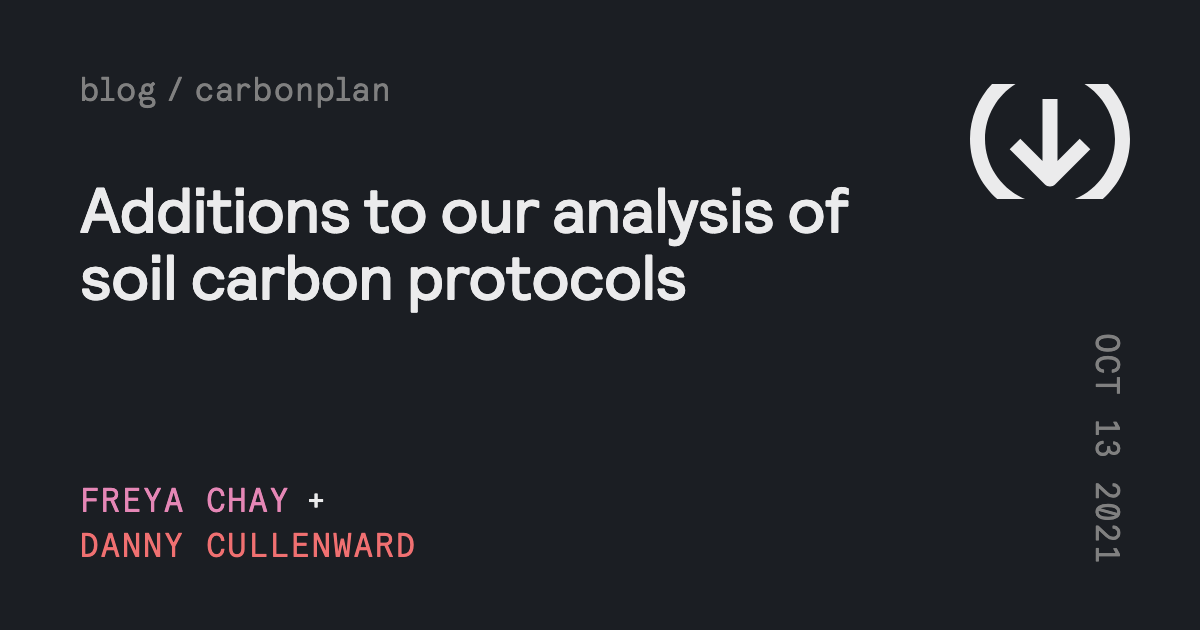 blog / carbonplan
Additions to our analysis of
soil carbon protocols
FREYA CHAY +
DANNY CULLENWARD
OCT 13 2021